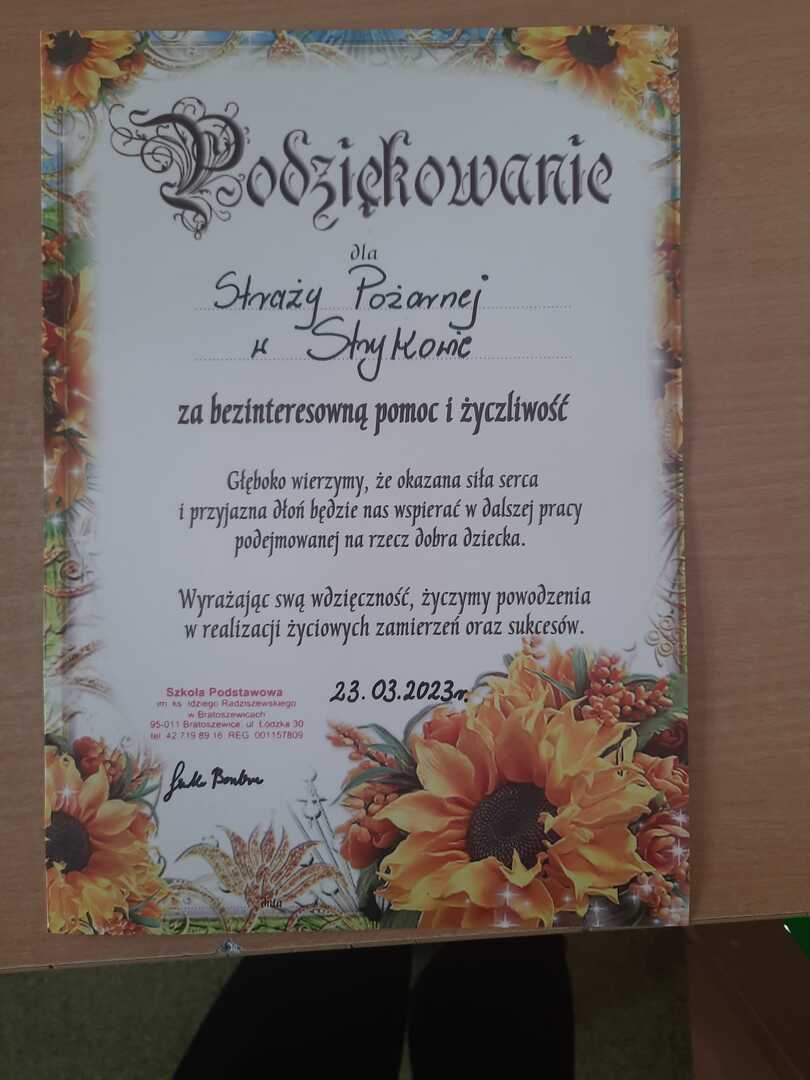 Podziękowanie
dla
Straży Pożarnej
w Strykowie
za bezinteresowną pomoc i życzliwość
Głęboko wierzymy, że okazana siła serca
i przyjazna dłoń będzie nas wspierać w dalszej pracy
podejmowanej na rzecz dobra dziecka.
Wyrażając swą wdzięczność, życzymy powodzenia
w realizacji życiowych zamierzeń oraz sukcesów.
23.03.2023r.
Szkoła Podstawowa
im. ks. Idziego Radziszewskiego
w Bratoszewicach
95-011 Bratoszewice, ul. Łódzka 30
tel. 42 719 89 16 REG. 001157809
dnia